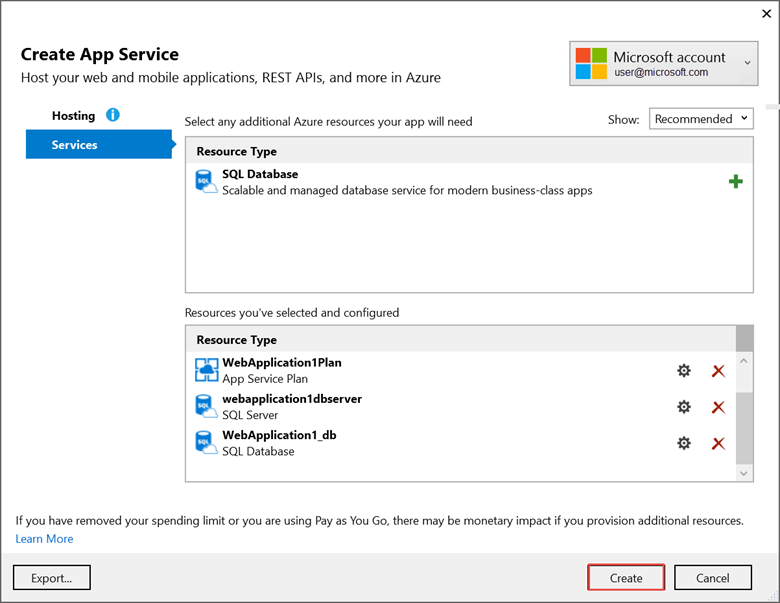 Create App Service
Host your web and mobile applications, REST APIs, and more in Azure
Microsoft account
user@microsoft.com
Hosting
Services
Select any additional Azure resources your app will need
Show:
Recommended
Resource Type
SQL Database
Scalable and managed database service for modern business-class apps
Resources you've selected and configured
Resource Type
WebApplication1Plan
App Service Plan
webapplication1dbserver
SQL Server
WebApplication1_db
SQL Database
If you have removed your spending limit or you are using Pay as You Go, there may be monetary impact if you provision additional resources.
Learn More
Export...
Create
Cancel